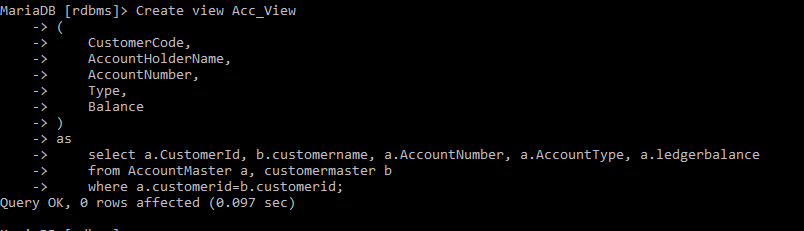 MariaDB [rdbms]> Create view Acc_View
    -> (
    ->     CustomerCode,
    ->     AccountHolderName,
    ->     AccountNumber,
    ->     Type,
    ->     Balance
    -> )
    -> as
    ->     select a.CustomerId, b.customername, a.AccountNumber, a.AccountType, a.ledgerbalance
    ->     from AccountMaster a, customermaster b
    ->     where a.customerid=b.customerid;
Query OK, 0 rows affected (0.097 sec)